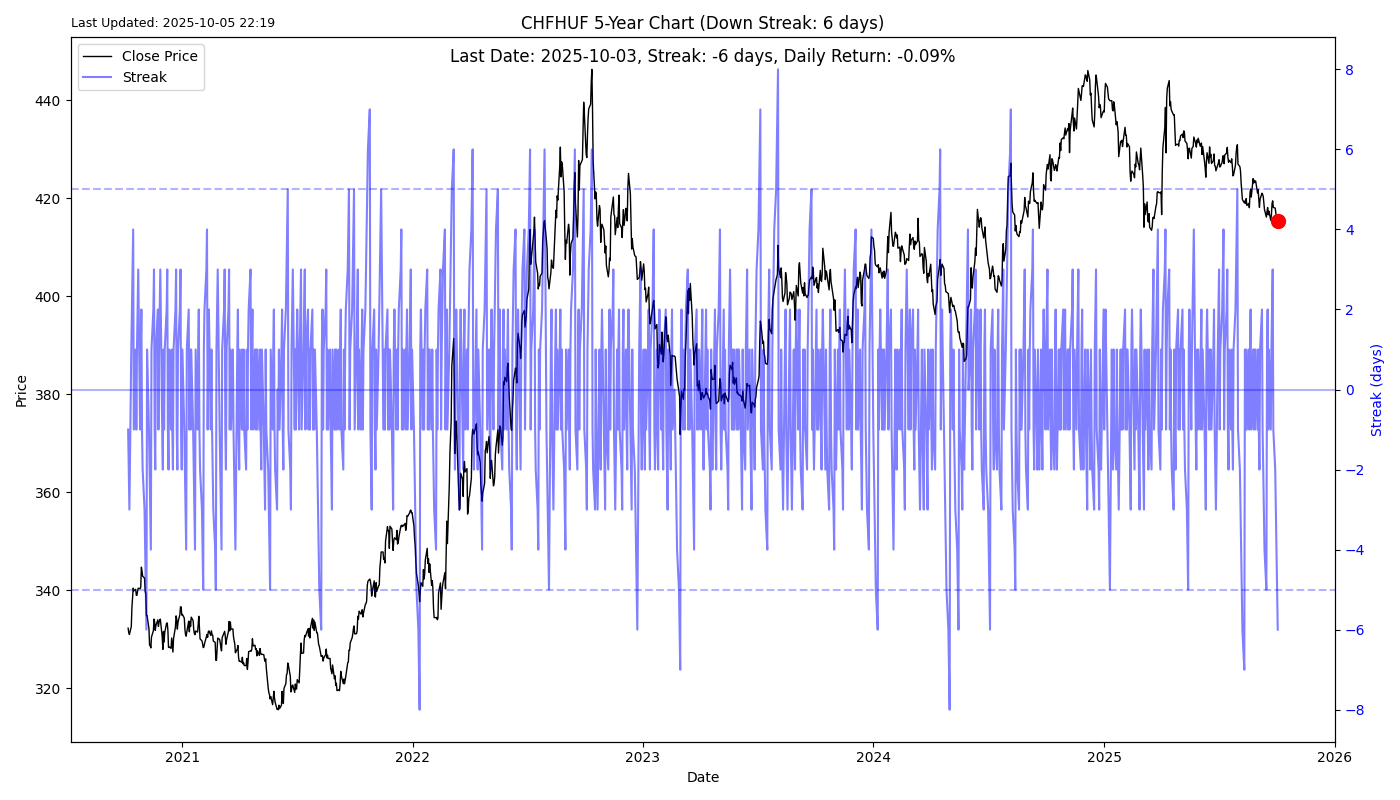 Last Updated: 2025-10-05 22:19
CHFHUF 5-Year Chart (Down Streak: 6 days)
Last Date: 2025-10-03, Streak: -6 days, Daily Return: -0.09%
Close Price
Streak
440
420
400
380
360
340
320
Price
8
6
4
2
0
−2
−4
−6
−8
Streak (days)
2021
2022
2023
2024
2025
2026
Date